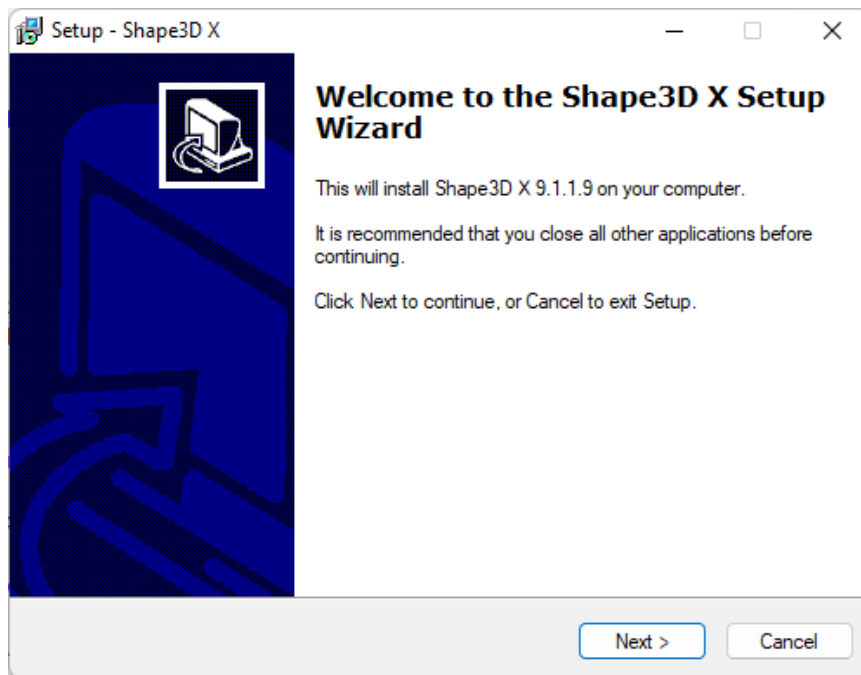 Setup - Shape3D X
Welcome to the Shape3D X Setup
Wizard
This will install Shape3D X 9.1.1.9 on your computer.
It is recommended that you close all other applications before
continuing.
Click Next to continue, or Cancel to exit Setup.
Next >
Cancel